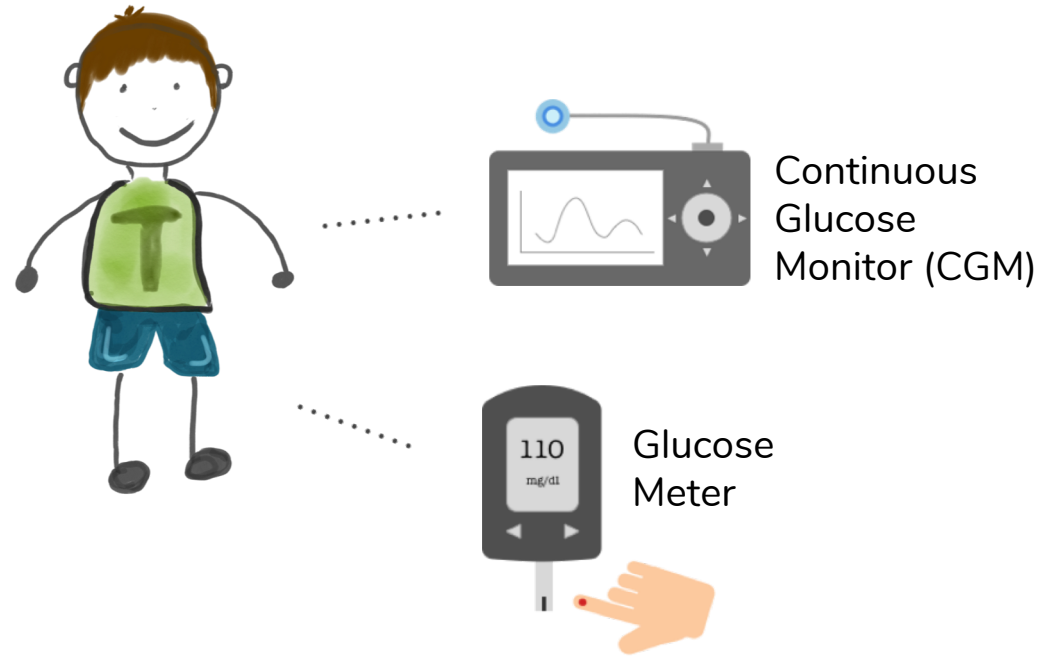 T
Continuous
Glucose
Monitor (CGM)
110
mg/dl
Glucose
Meter